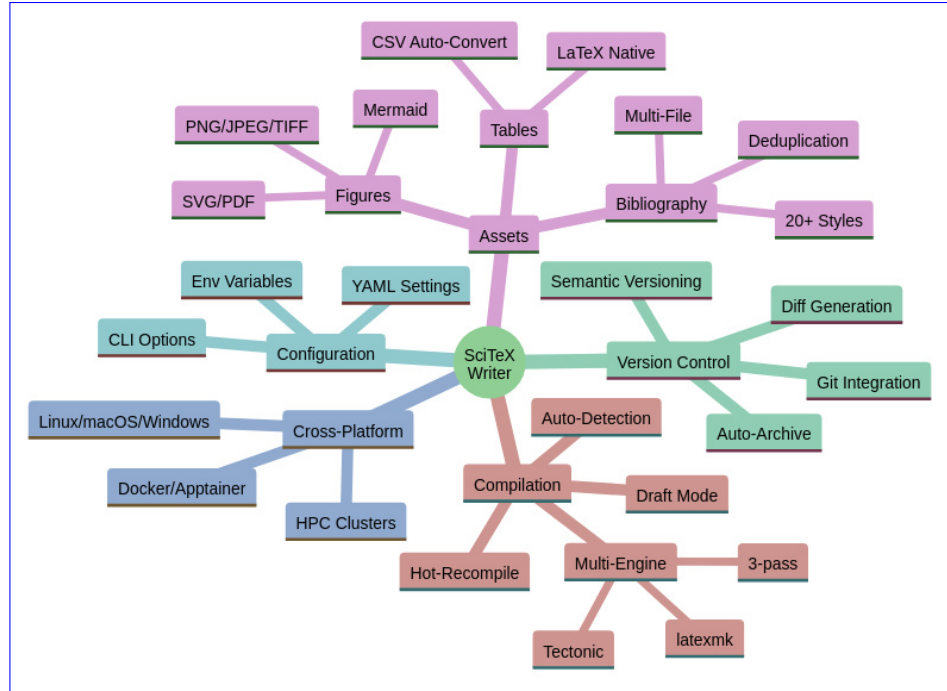 CSV Auto-Convert
LaTeX Native
Mermaid
Multi-File
PNG/JPEG/TIFF
Tables
Deduplication
SVG/PDF
Figures
Bibliography
20+ Styles
Assets
Env Variables
YAML Settings
Semantic Versioning
Diff Generation
CLI Options
Configuration
SciTeX
Writer
Version Control
Git Integration
Linux/macOS/Windows
Cross-Platform
Auto-Detection
Auto-Archive
Docker/Apptainer
Compilation
Draft Mode
HPC Clusters
Hot-Recompile
Multi-Engine
3-pass
Tectonic
latexmk